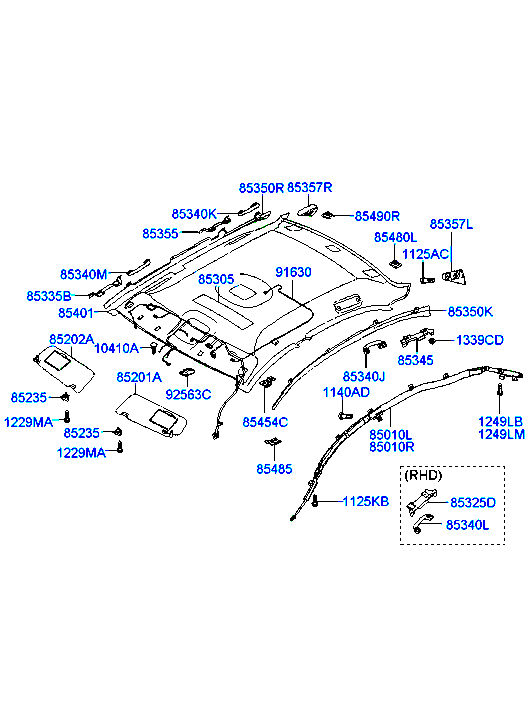 85350R
85357R
85340K
85490R
85355
85357L
85480L
1125AC
85340M
91630
85305
85335B
85401
85350K
85202A
10410A
1339CD
85345
85201A
85340J
92563C
1140AD
85235
1229MA
85454C
1249LB
1249LM
85235
85010L
85010R
1229MA
85485
(RHD)
1125KB
85325D
85340L